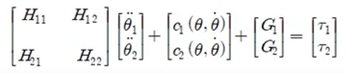 [ H₁₁ H₁₂ ; H₂₁ H₂₂ ] [ θ̈₁ ; θ̈₂ ] + [ c₁(θ, θ̇) ; c₂(θ, θ̇) ] + [ G₁ ; G₂ ] = [ τ₁ ; τ₂ ]